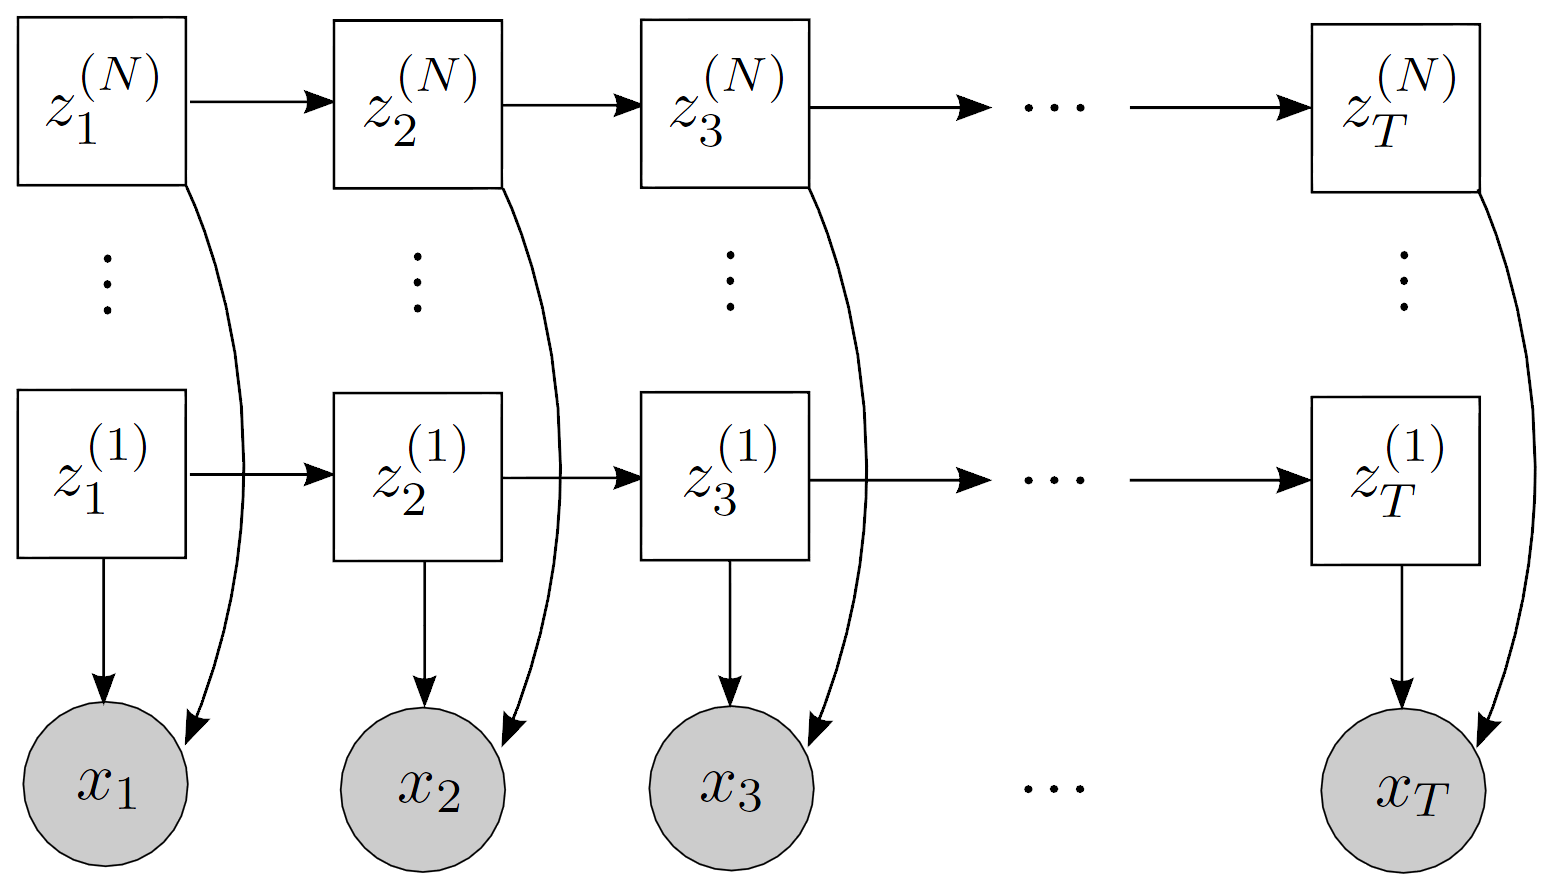 z_1^{(N)} z_2^{(N)} z_3^{(N)} ⋯ z_T^{(N)}
⋮ ⋮ ⋮ ⋮
z_1^{(1)} z_2^{(1)} z_3^{(1)} ⋯ z_T^{(1)}
x_1 x_2 x_3 ⋯ x_T